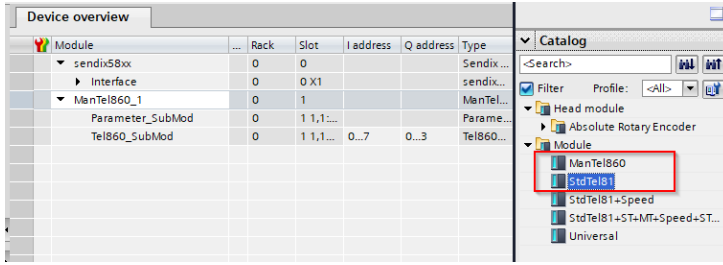 Device overview
Module ... Rack Slot I address Q address Type
sendix58xx 0 0 Sendix ...
Interface 0 0 X1 sendix...
ManTel860_1 0 1 ManTel...
Parameter_SubMod 0 1 1,1:... Parame...
Tel860_SubMod 0 1 1,1... 0...7 0...3 Tel860...
Catalog
<Search>
Filter Profile: <All>
Head module
Absolute Rotary Encoder
Module
ManTel860
StdTel81
StdTel81+Speed
StdTel81+ST+MT+Speed+ST...
Universal